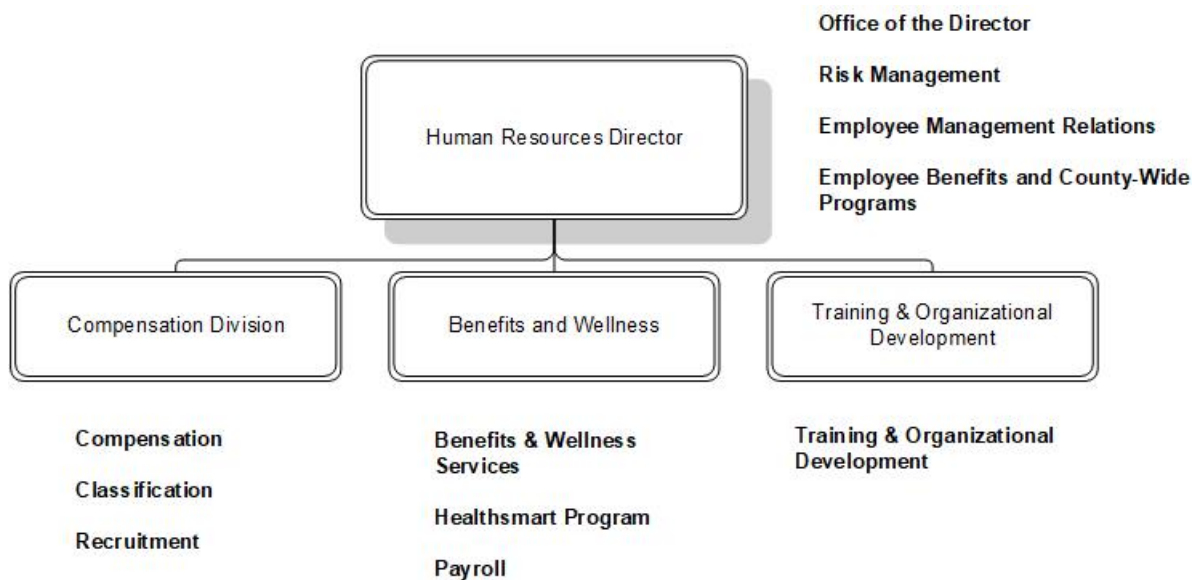 Office of the Director
Risk Management
Employee Management Relations
Employee Benefits and County-Wide
Programs
Human Resources Director
Compensation Division
Benefits and Wellness
Training & Organizational
Development
Compensation
Classification
Recruitment
Benefits & Wellness
Services
Healthsmart Program
Payroll
Training & Organizational
Development